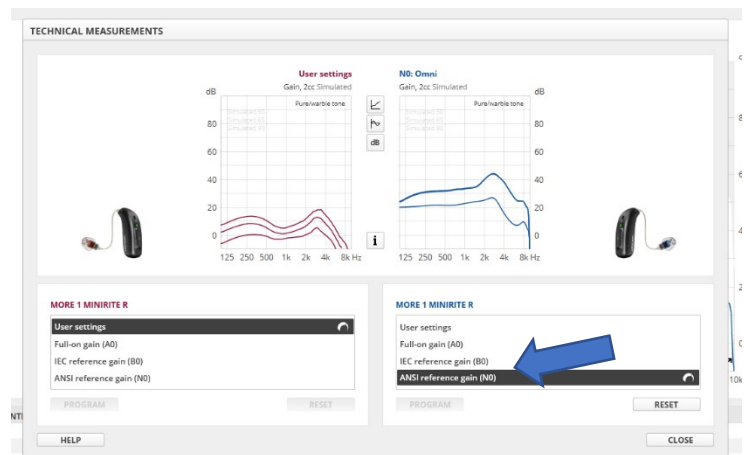 TECHNICAL MEASUREMENTS
User settings
Gain, 2cc Simulated
dB
Pure/warble tone
80
60
40
20
0
125 250 500 1k 2k 4k 8k Hz
dB
i
N0: Omni
Gain, 2cc Simulated
dB
Pure/warble tone
80
60
40
20
0
125 250 500 1k 2k 4k 8k Hz
MORE 1 MINIRITE R
User settings
Full-on gain (A0)
IEC reference gain (B0)
ANSI reference gain (N0)
PROGRAM
RESET
MORE 1 MINIRITE R
User settings
Full-on gain (A0)
IEC reference gain (B0)
ANSI reference gain (N0)
PROGRAM
RESET
HELP
CLOSE
10k